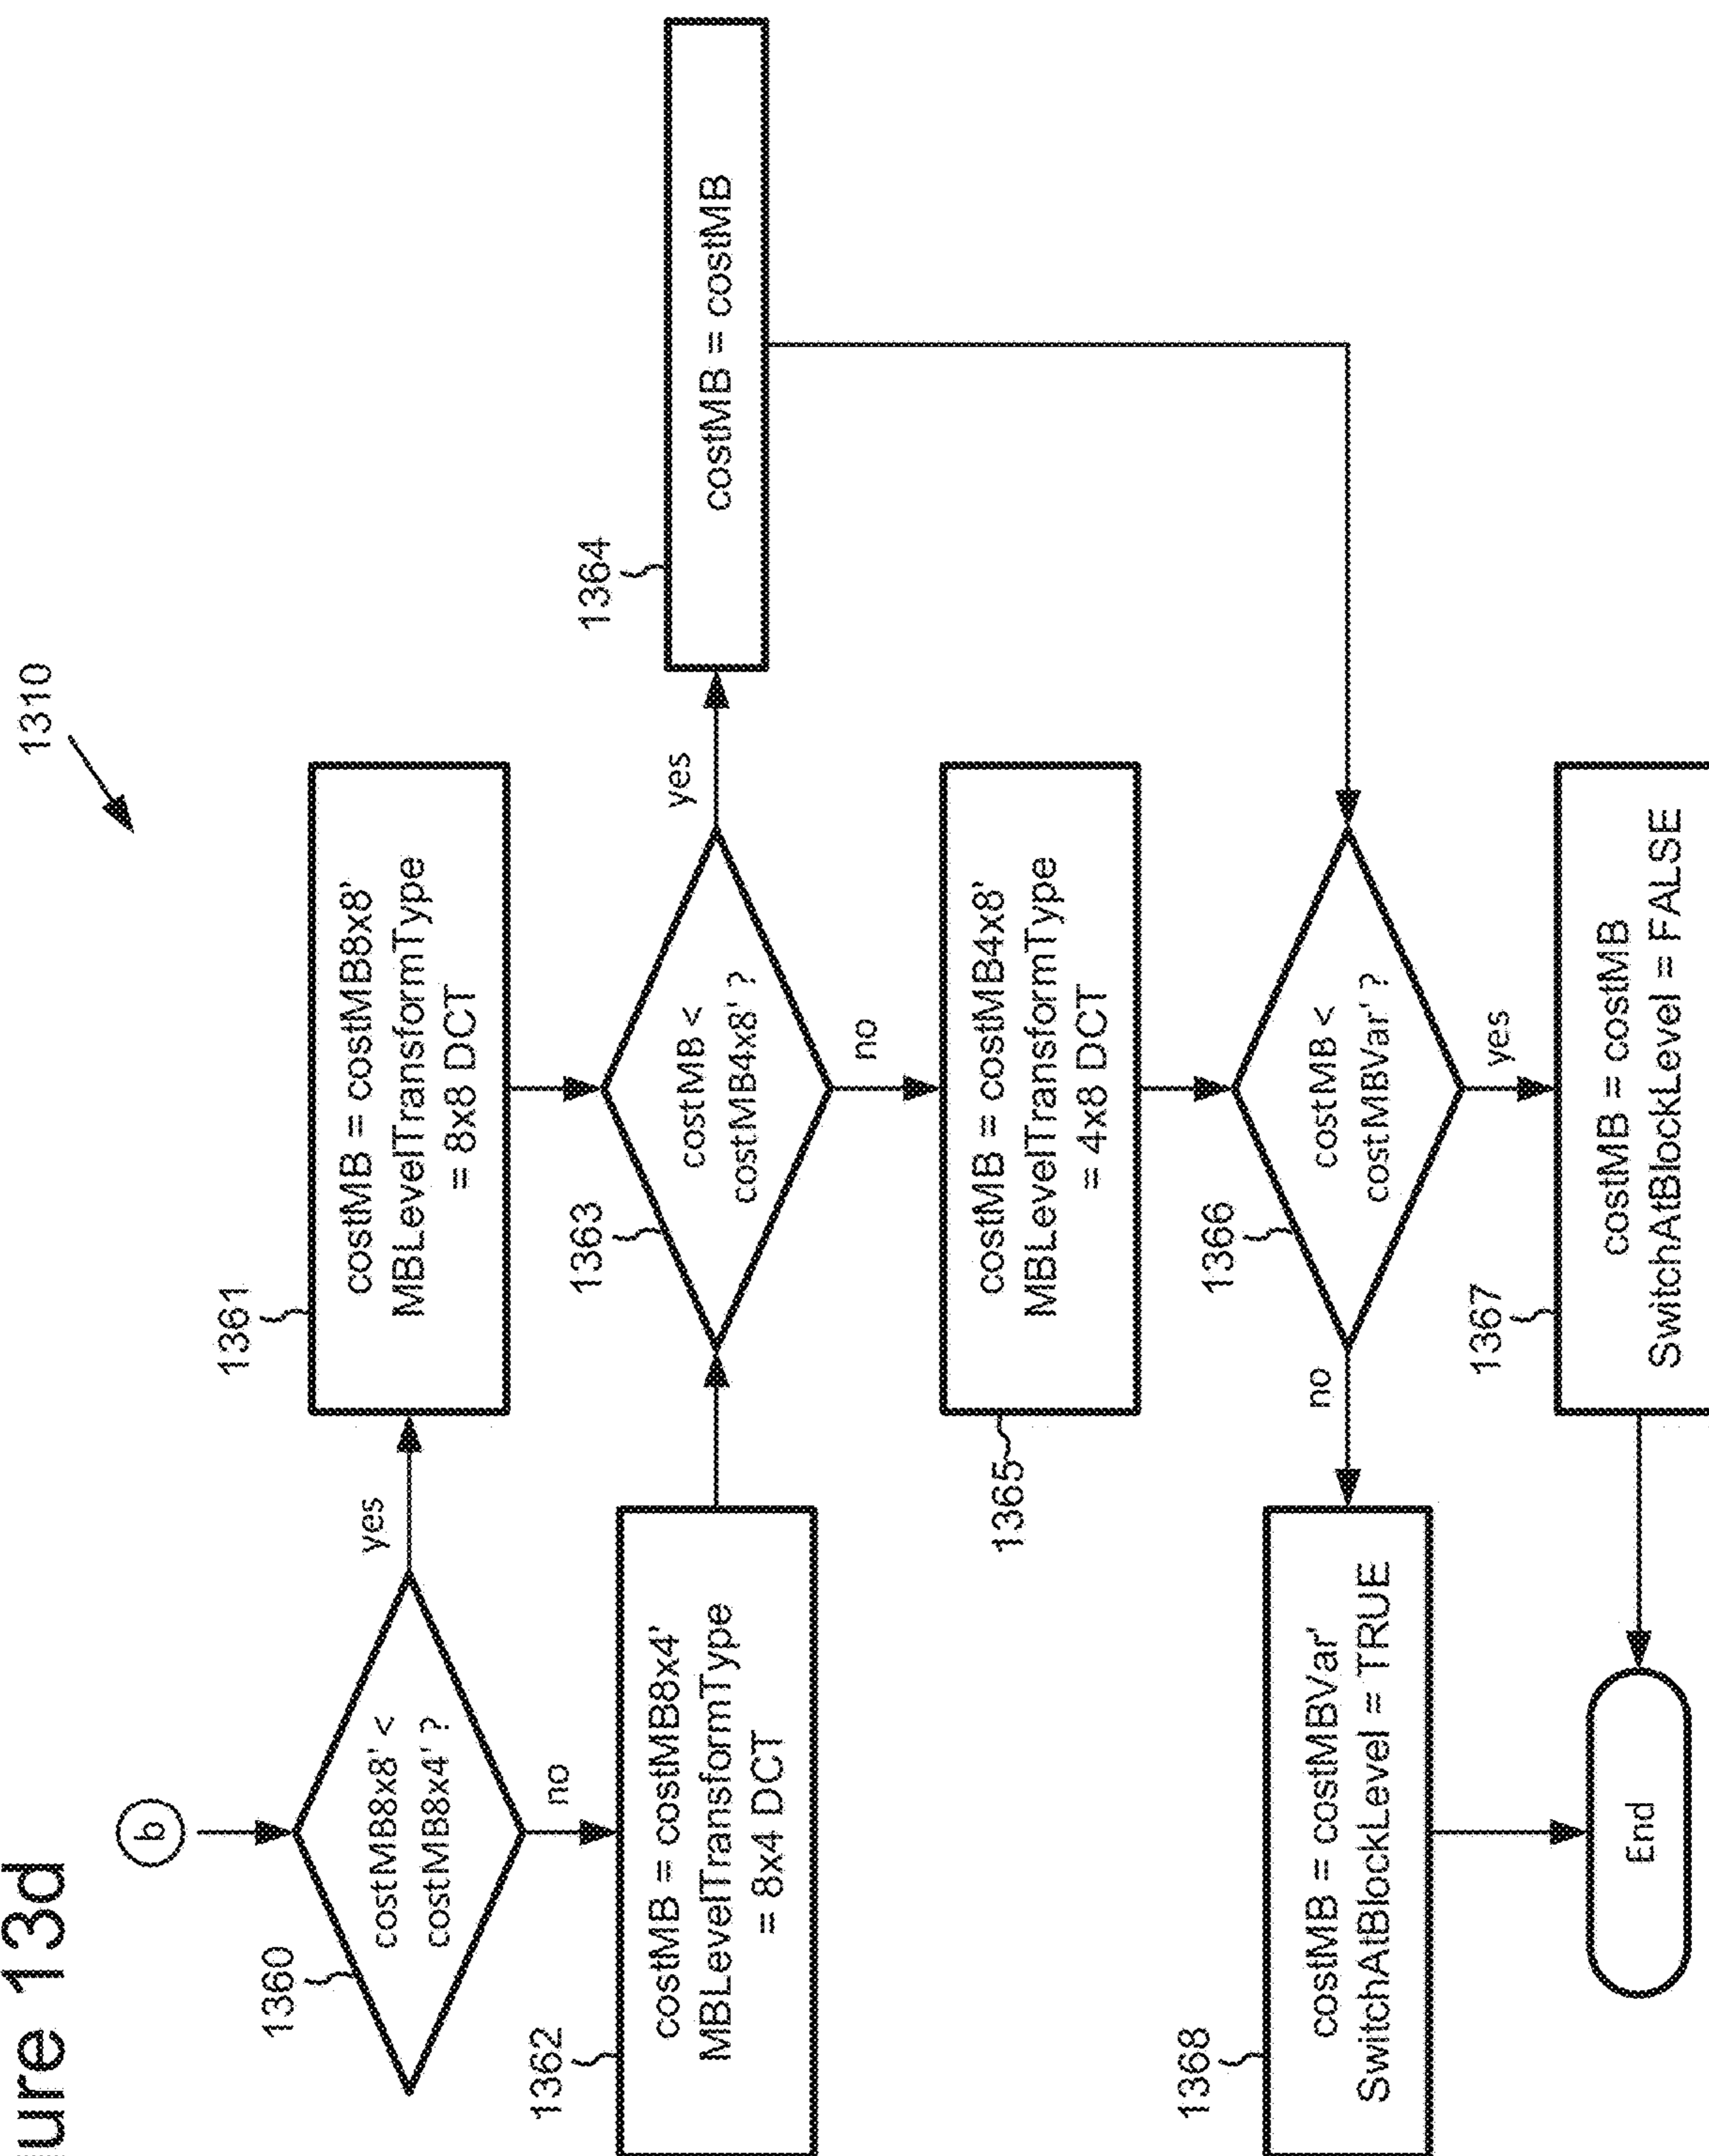 ure 13d
1310
b
1360
costMB8x8' <
costMB8x4' ?
yes
no
1361
costMB = costMB8x8'
MBLevelTransformType
= 8x8 DCT
1362
costMB = costMB8x4'
MBLevelTransformType
= 8x4 DCT
1363
costMB <
costMB4x8' ?
yes
no
1364
costMB = costMB
1365
costMB = costMB4x8'
MBLevelTransformType
= 4x8 DCT
1366
costMB <
costMBVar' ?
no
yes
1368
costMB = costMBVar'
SwitchAtBlockLevel = TRUE
1367
costMB = costMB
SwitchAtBlockLevel = FALSE
End